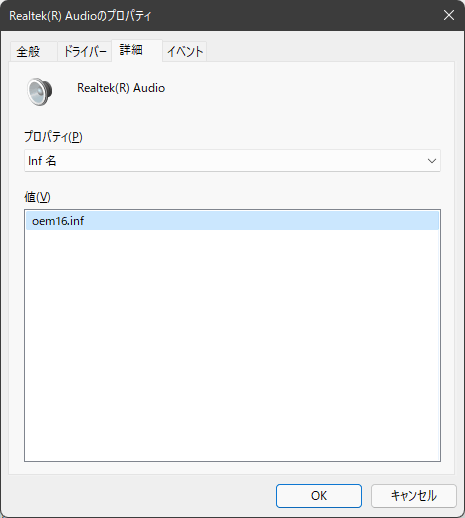 Realtek(R) Audioのプロパティ
全般
ドライバー
詳細
イベント
Realtek(R) Audio
プロパティ(P)
Inf 名
値(V)
oem16.inf
OK
キャンセル